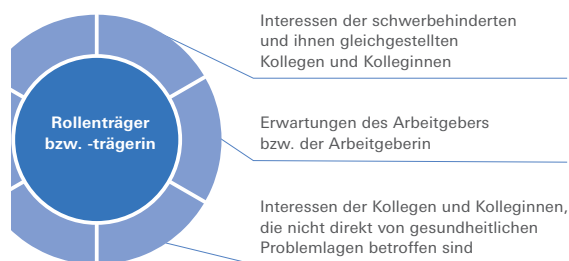 Interessen der schwerbehinderten
und ihnen gleichgestellten
Kollegen und Kolleginnen
Rollenträger
bzw. -trägerin
Erwartungen des Arbeitgebers
bzw. der Arbeitgeberin
Interessen der Kollegen und Kolleginnen,
die nicht direkt von gesundheitlichen
Problemlagen betroffen sind